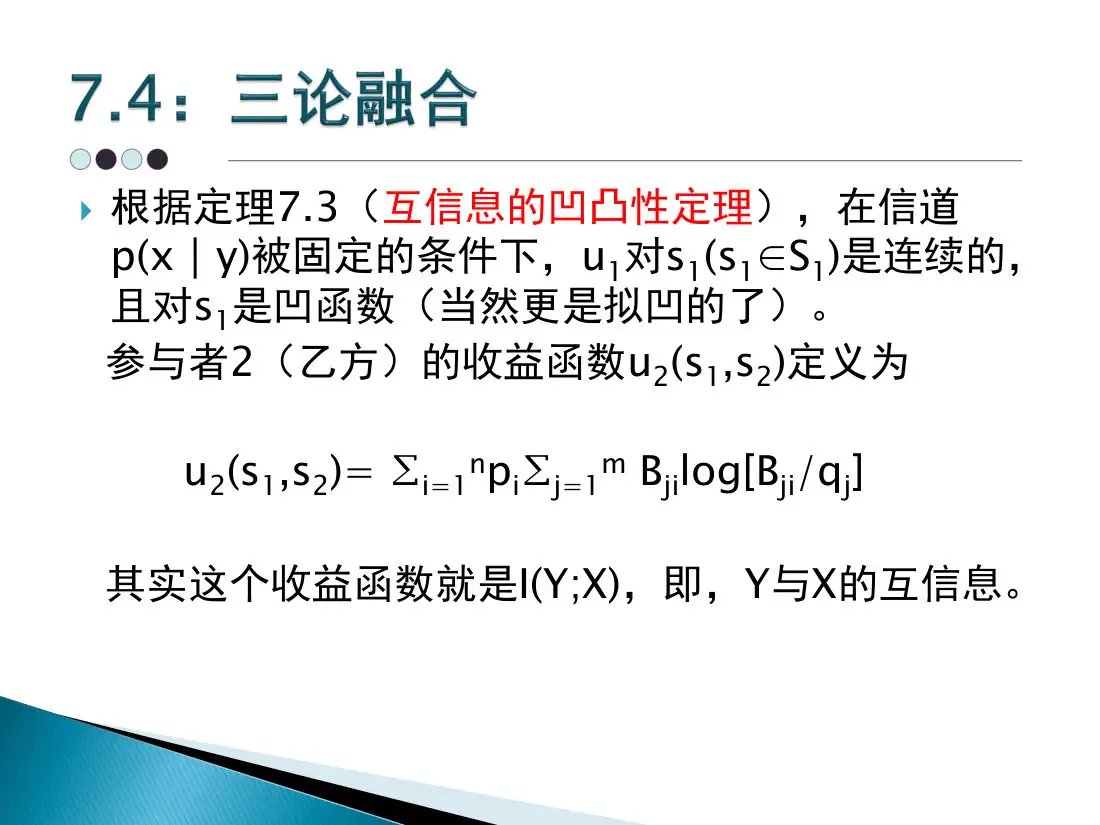 7.4：三论融合
根据定理7.3（互信息的凹凸性定理），在信道
p(x | y)被固定的条件下，u₁对s₁(s₁∈S₁)是连续的，
且对s₁是凹函数（当然更是拟凹的了）。
参与者2（乙方）的收益函数u₂(s₁,s₂)定义为
u₂(s₁,s₂)= ∑ᵢ₌₁ⁿpᵢ∑ⱼ₌₁ᵐ Bⱼᵢlog[Bⱼᵢ/qⱼ]
其实这个收益函数就是I(Y;X)，即，Y与X的互信息。